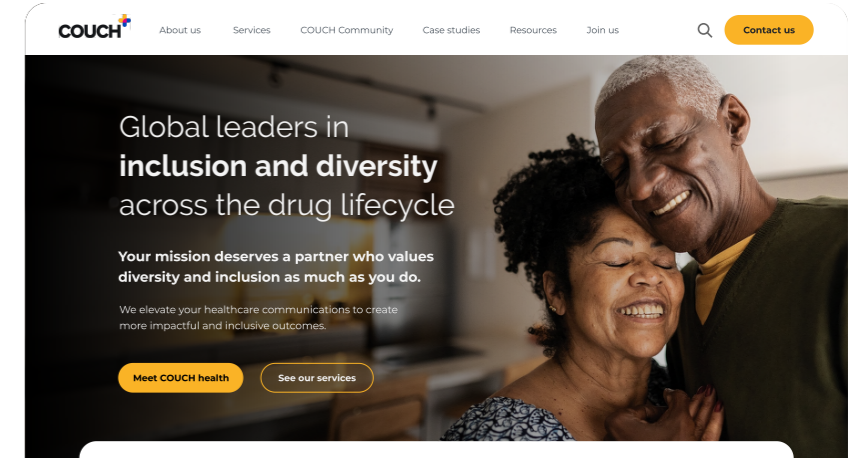 COUCH
About us
Services
COUCH Community
Case studies
Resources
Join us
Contact us
Global leaders in
inclusion and diversity
across the drug lifecycle
Your mission deserves a partner who values
diversity and inclusion as much as you do.
We elevate your healthcare communications to create
more impactful and inclusive outcomes.
Meet COUCH health
See our services